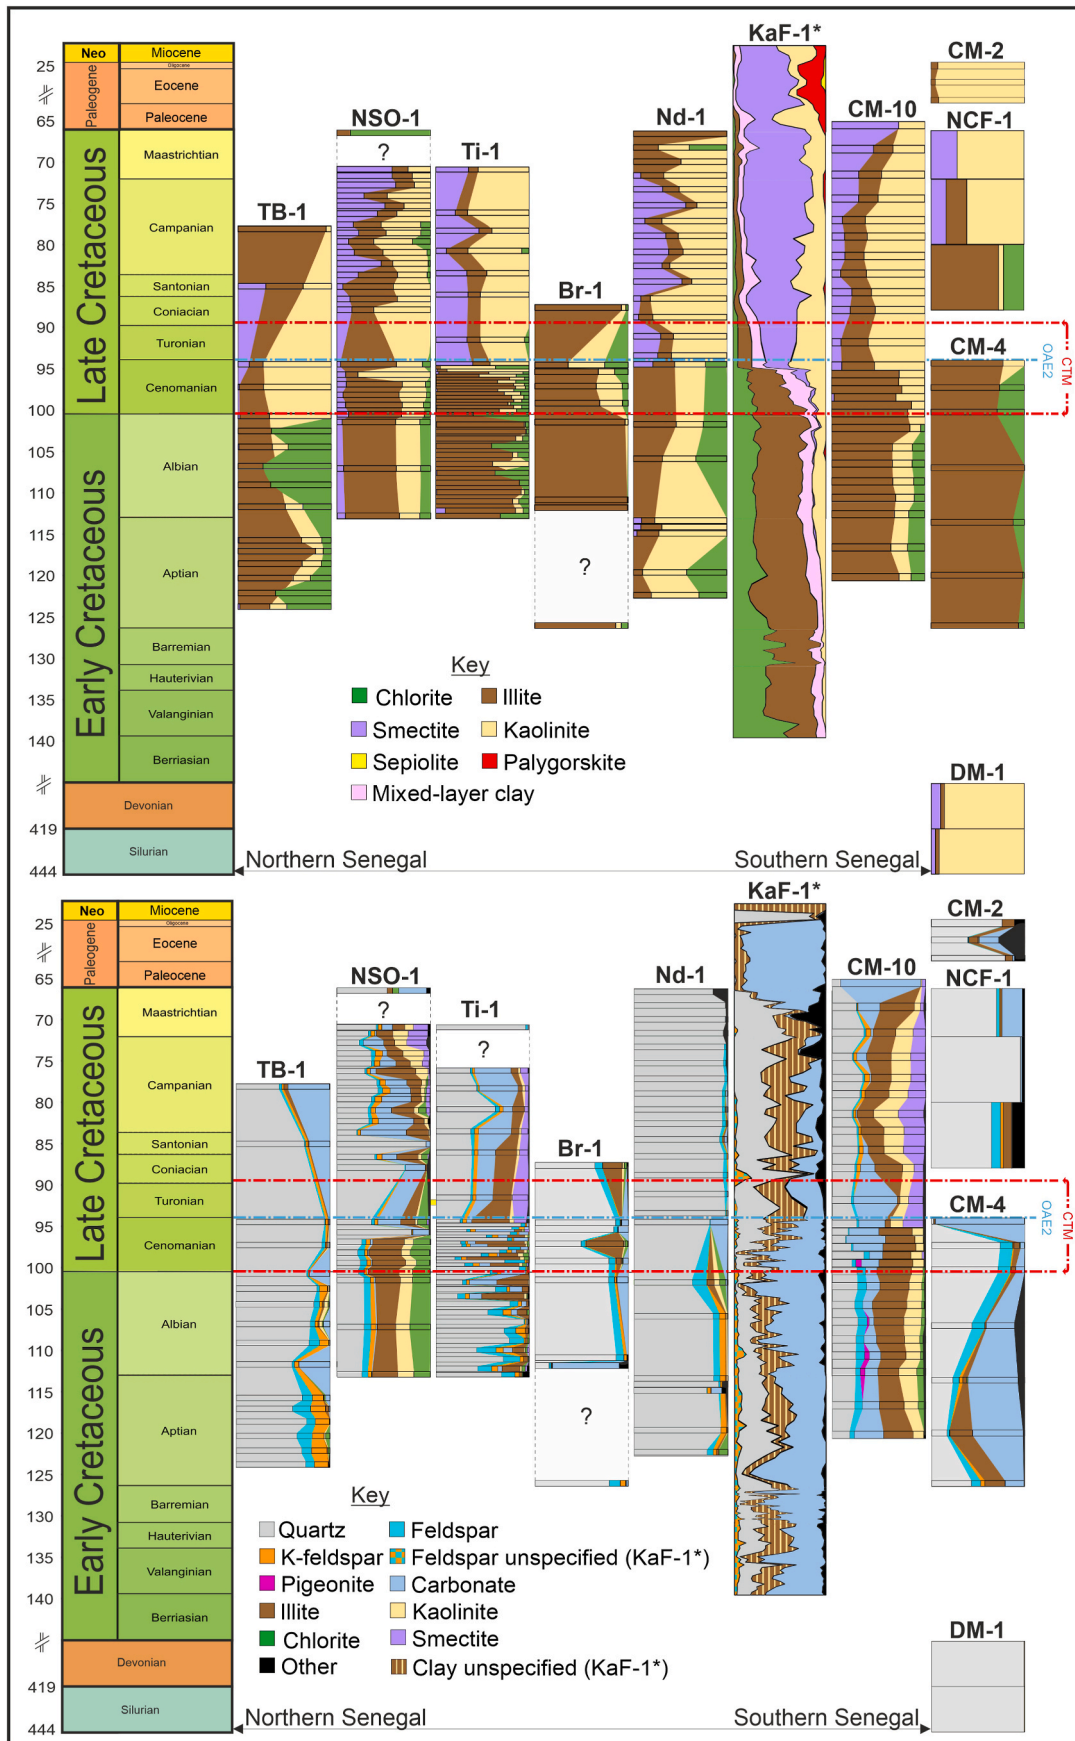 KaF-1*
CM-2
Neo
Miocene
25
Oligocene
Paleogene
Eocene
Paleocene
65
NSO-1
Nd-1
CM-10
NCF-1
?
Ti-1
Late Cretaceous
Maastrichtian
70
75
TB-1
Campanian
80
85
Santonian
Br-1
Coniacian
90
Turonian
OAE2
CTM
95
CM-4
Cenomanian
100
Early Cretaceous
Albian
105
110
115
Aptian
120
?
125
Barremian
130
Hauterivian
135
Valanginian
140
Berriasian
Key
Chlorite
Illite
Smectite
Kaolinite
Sepiolite
Palygorskite
Mixed-layer clay
DM-1
Devonian
419
Silurian
444
Northern Senegal
Southern Senegal
KaF-1*
CM-2
Neo
Miocene
25
Oligocene
Paleogene
Eocene
Paleocene
65
NSO-1
Nd-1
CM-10
NCF-1
?
Ti-1
?
Late Cretaceous
Maastrichtian
70
75
TB-1
Campanian
80
85
Santonian
Br-1
Coniacian
90
Turonian
OAE2
CTM
95
CM-4
Cenomanian
100
Early Cretaceous
Albian
105
110
115
Aptian
120
?
125
Barremian
130
Hauterivian
135
Valanginian
140
Berriasian
Key
Quartz
Feldspar
K-feldspar
Feldspar unspecified (KaF-1*)
Pigeonite
Carbonate
Illite
Kaolinite
Chlorite
Smectite
Other
Clay unspecified (KaF-1*)
DM-1
Devonian
419
Silurian
444
Northern Senegal
Southern Senegal